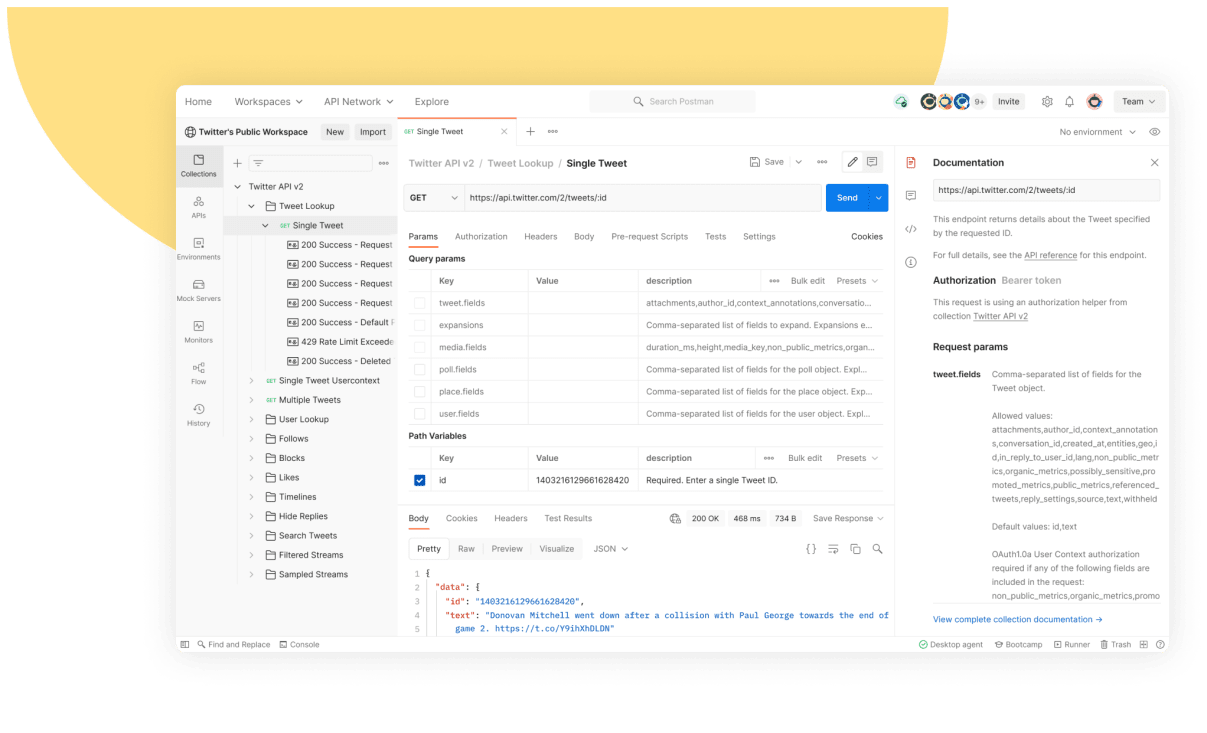 Home Workspaces API Network Explore Search Postman 9+ Invite Team
Twitter's Public Workspace New Import GET Single Tweet No enviornment
Collections
APIs
Environments
Mock Servers
Monitors
Flow
History
Twitter API v2
Tweet Lookup
GET Single Tweet
200 Success - Request
200 Success - Request
200 Success - Request
200 Success - Request
200 Success - Default
429 Rate Limit Exceede
200 Success - Deleted
GET Single Tweet Usercontext
GET Multiple Tweets
User Lookup
Follows
Blocks
Likes
Timelines
Hide Replies
Search Tweets
Filtered Streams
Sampled Streams
Twitter API v2 / Tweet Lookup / Single Tweet Save
GET https://api.twitter.com/2/tweets/:id Send
Params Authorization Headers Body Pre-request Scripts Tests Settings Cookies
Query params
Key Value description Bulk edit Presets
tweet.fields attachments,author_id,context_annotations,conversatio...
expansions Comma-separated list of fields to expand. Expansions e...
media.fields duration_ms,height,media_key,non_public_metrics,organ...
poll.fields Comma-separated list of fields for the poll object. Expl...
place.fields Comma-separated list of fields for the place object. Exp...
user.fields Comma-separated list of fields for the user object. Expl...
Path Variables
Key Value description Bulk edit Presets
id 1403216129661628420 Required. Enter a single Tweet ID.
Body Cookies Headers Test Results 200 OK 468 ms 734 B Save Response
Pretty Raw Preview Visualize JSON
1 {
2 "data": {
3 "id": "1403216129661628420",
4 "text": "Donovan Mitchell went down after a collision with Paul George towards the end of
5 game 2. https://t.co/Y9ihXhDLDN"
Documentation
https://api.twitter.com/2/tweets/:id
This endpoint returns details about the Tweet specified
by the requested ID.
For full details, see the API reference for this endpoint.
Authorization Bearer token
This request is using an authorization helper from
collection Twitter API v2
Request params
tweet.fields Comma-separated list of fields for the
Tweet object.
Allowed values:
attachments,author_id,context_annotation
s,conversation_id,created_at,entities,geo,i
d,in_reply_to_user_id,lang,non_public_metr
ics,organic_metrics,possibly_sensitive,pro
moted_metrics,public_metrics,referenced_
tweets,reply_settings,source,text,withheld
Default values: id,text
OAuth1.0a User Context authorization
required if any of the following fields are
included in the request:
non_public_metrics,organic_metrics,promo
View complete collection documentation →
Find and Replace Console Desktop agent Bootcamp Runner Trash